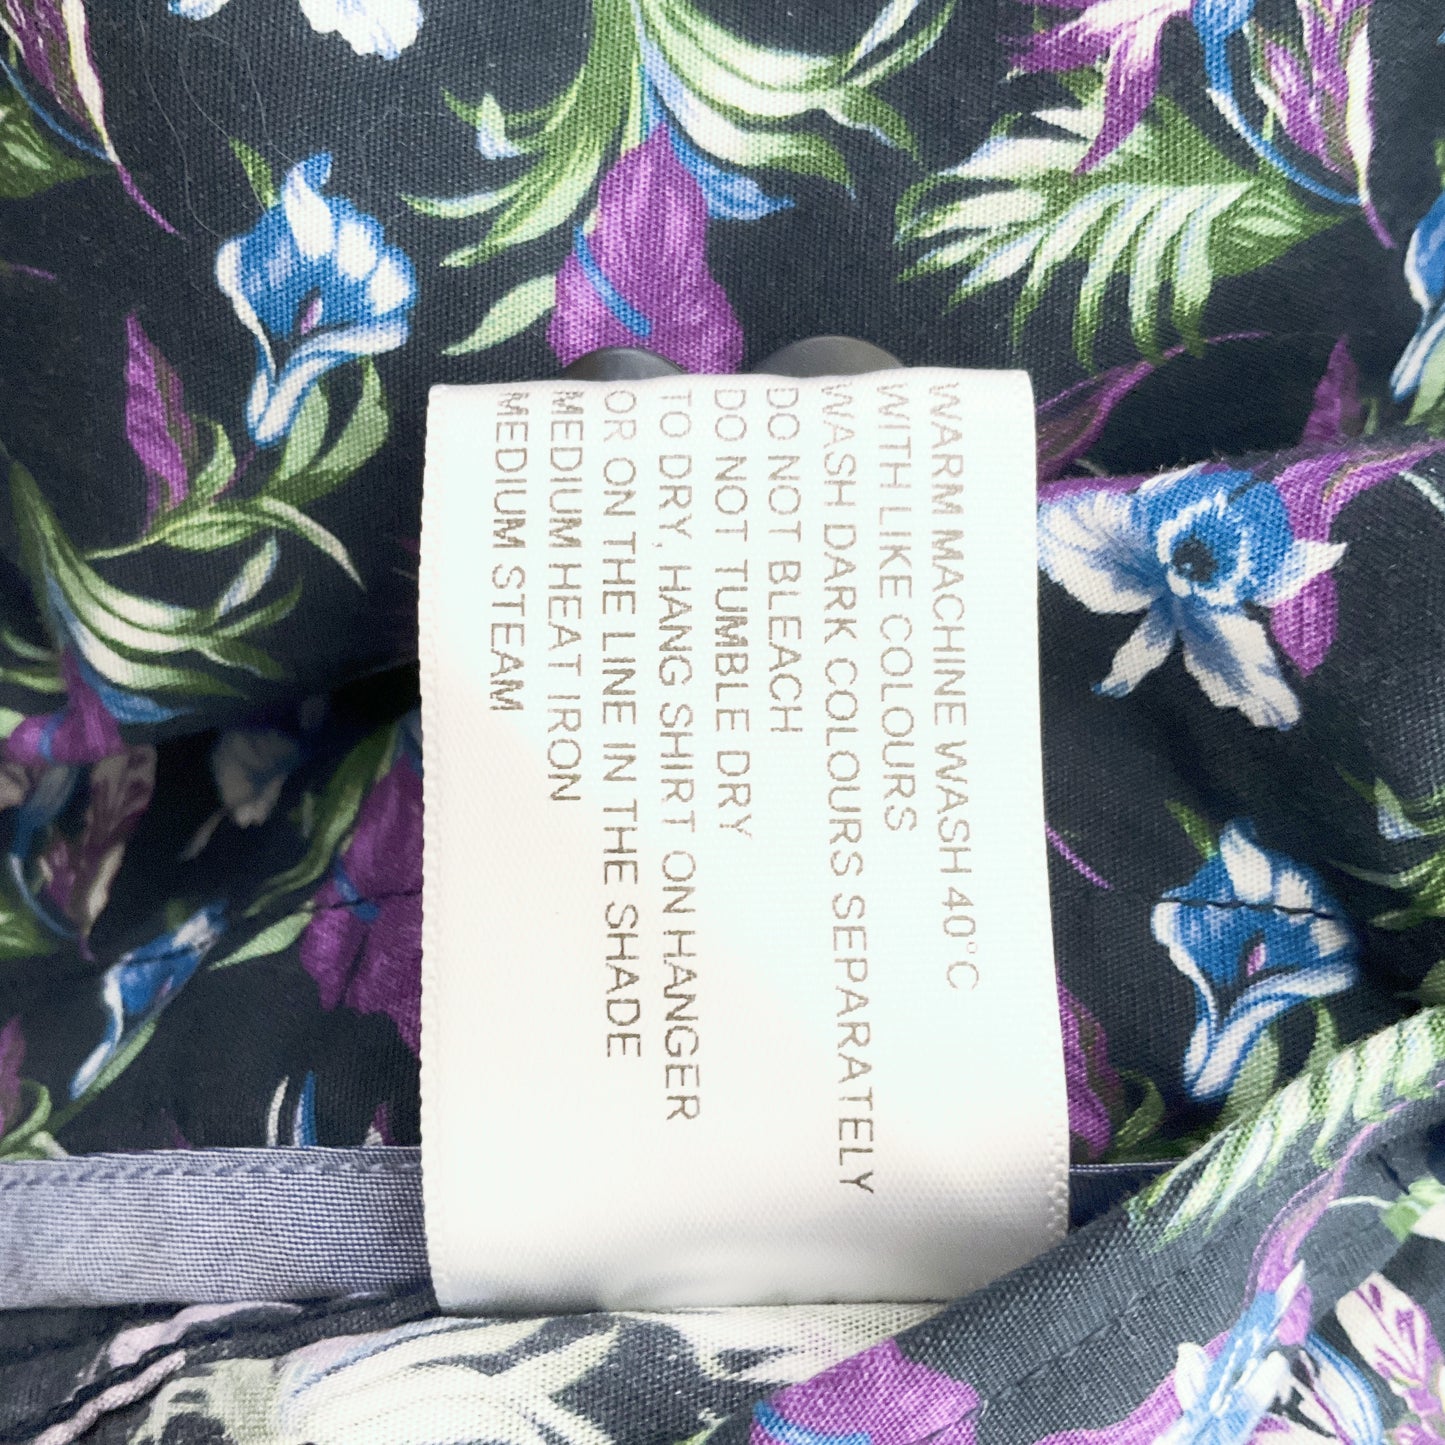 WARM MACHINE WASH 40°C
WITH LIKE COLOURS
WASH DARK COLOURS SEPARATELY
DO NOT BLEACH
DO NOT TUMBLE DRY
TO DRY, HANG SHIRT ON HANGER
OR ON THE LINE IN THE SHADE
MEDIUM HEAT IRON
MEDIUM STEAM